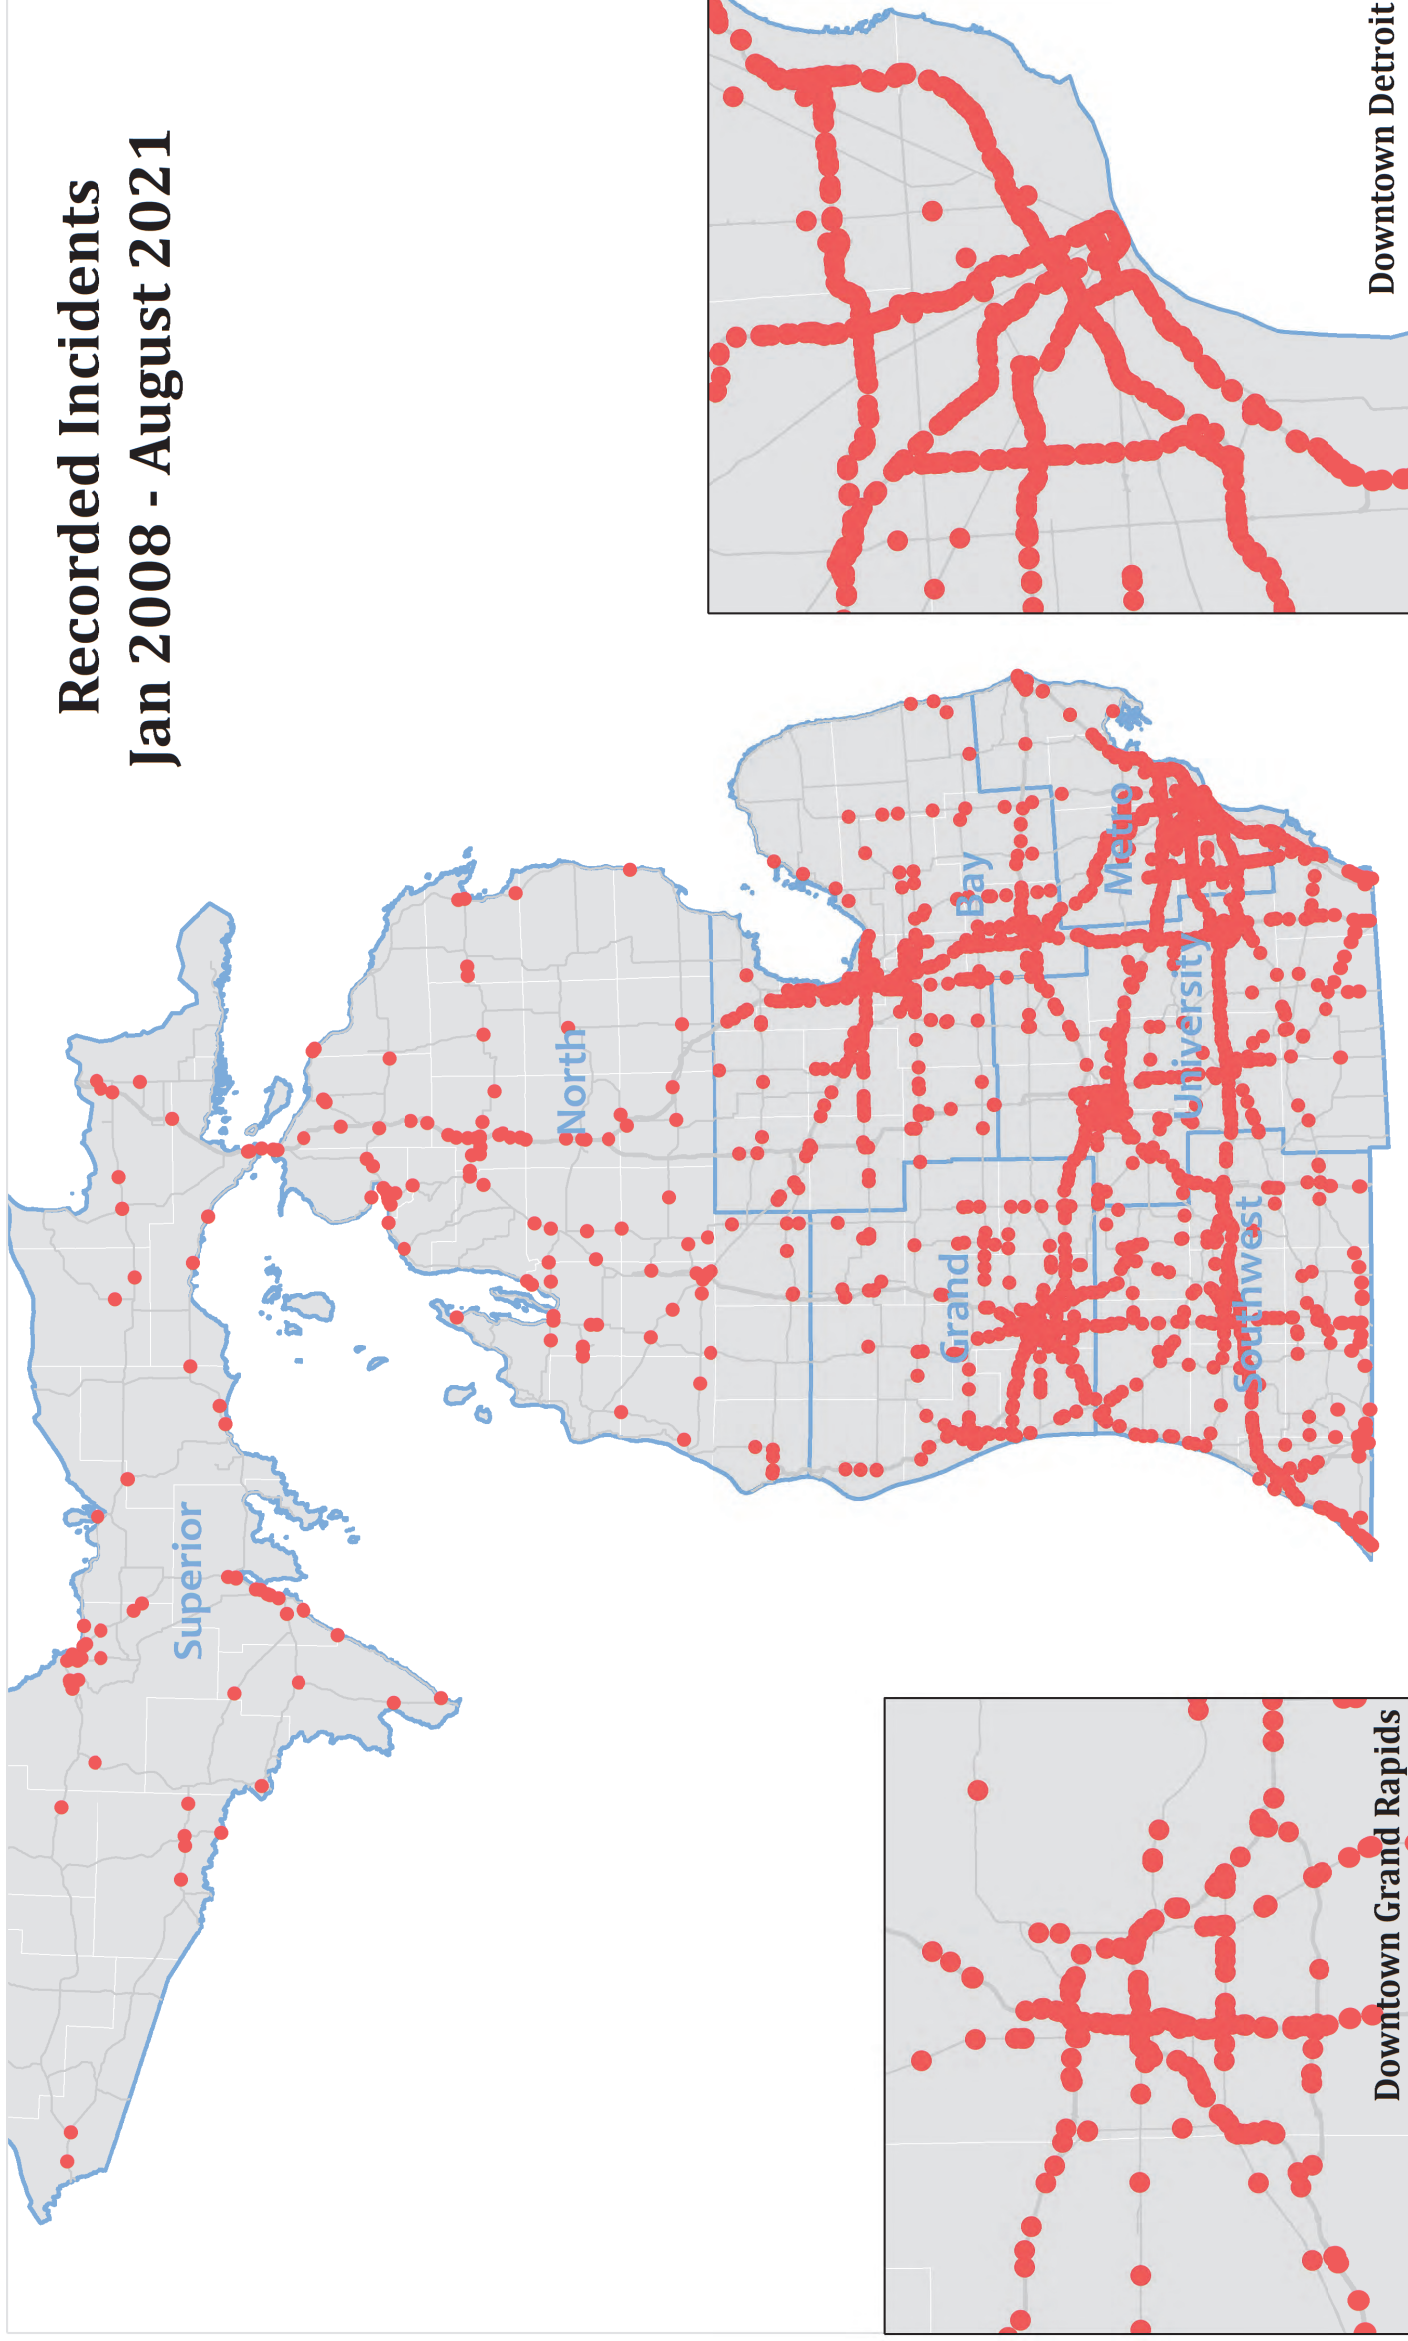 Recorded Incidents
Jan 2008 - August 2021
Superior
North
Bay
Grand
Metro
University
Southwest
Downtown Grand Rapids
Downtown Detroit